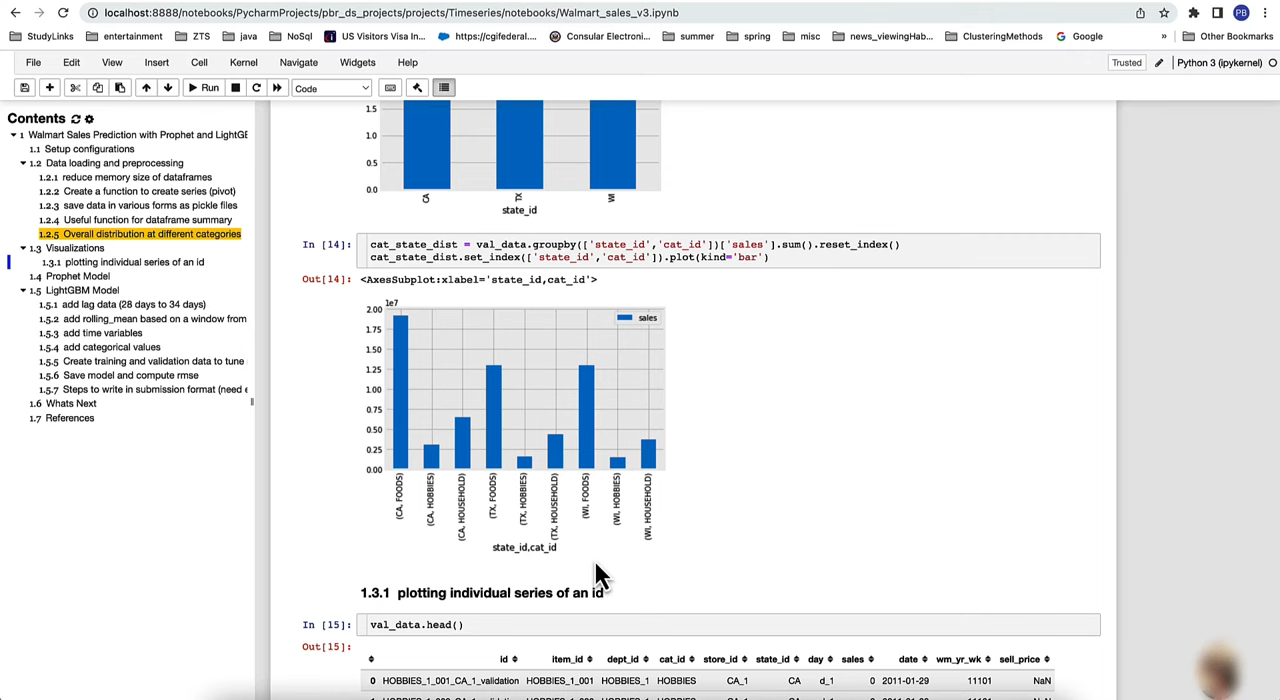 localhost:8888/notebooks/PycharmProjects/pbr_ds_projects/projects/Timeseries/notebooks/Walmart_sales_v3.ipynb
PB
StudyLinks entertainment ZTS java NoSql US Visitors Visa In... https://cgifederal.... Consular Electroni... summer spring misc news_viewingHab... ClusteringMethods Google » Other Bookmarks
File Edit View Insert Cell Kernel Navigate Widgets Help Trusted Python 3 (ipykernel)
Run Code
Contents
1 Walmart Sales Prediction with Prophet and LightGB
1.1 Setup configurations
1.2 Data loading and preprocessing
1.2.1 reduce memory size of dataframes
1.2.2 Create a function to create series (pivot)
1.2.3 save data in various forms as pickle files
1.2.4 Useful function for dataframe summary
1.2.5 Overall distribution at different categories
1.3 Visualizations
1.3.1 plotting individual series of an id
1.4 Prophet Model
1.5 LightGBM Model
1.5.1 add lag data (28 days to 34 days)
1.5.2 add rolling_mean based on a window from
1.5.3 add time variables
1.5.4 add categorical values
1.5.5 Create training and validation data to tune
1.5.6 Save model and compute rmse
1.5.7 Steps to write in submission format (need
1.6 Whats Next
1.7 References
1.5
1.0
0.5
0.0
CA TX WI
state_id
In [14]: cat_state_dist = val_data.groupby(['state_id','cat_id'])['sales'].sum().reset_index()
cat_state_dist.set_index(['state_id','cat_id']).plot(kind='bar')
Out[14]: <AxesSubplot:xlabel='state_id,cat_id'>
1e7
2.00
1.75
1.50
1.25
1.00
0.75
0.50
0.25
0.00
sales
(CA, FOODS) (CA, HOBBIES) (CA, HOUSEHOLD) (TX, FOODS) (TX, HOBBIES) (TX, HOUSEHOLD) (WI, FOODS) (WI, HOBBIES) (WI, HOUSEHOLD)
state_id,cat_id
1.3.1 plotting individual series of an id
In [15]: val_data.head()
Out[15]:
id item_id dept_id cat_id store_id state_id day sales date wm_yr_wk sell_price
0 HOBBIES_1_001_CA_1_validation HOBBIES_1_001 HOBBIES_1 HOBBIES CA_1 CA d_1 0 2011-01-29 11101 NaN